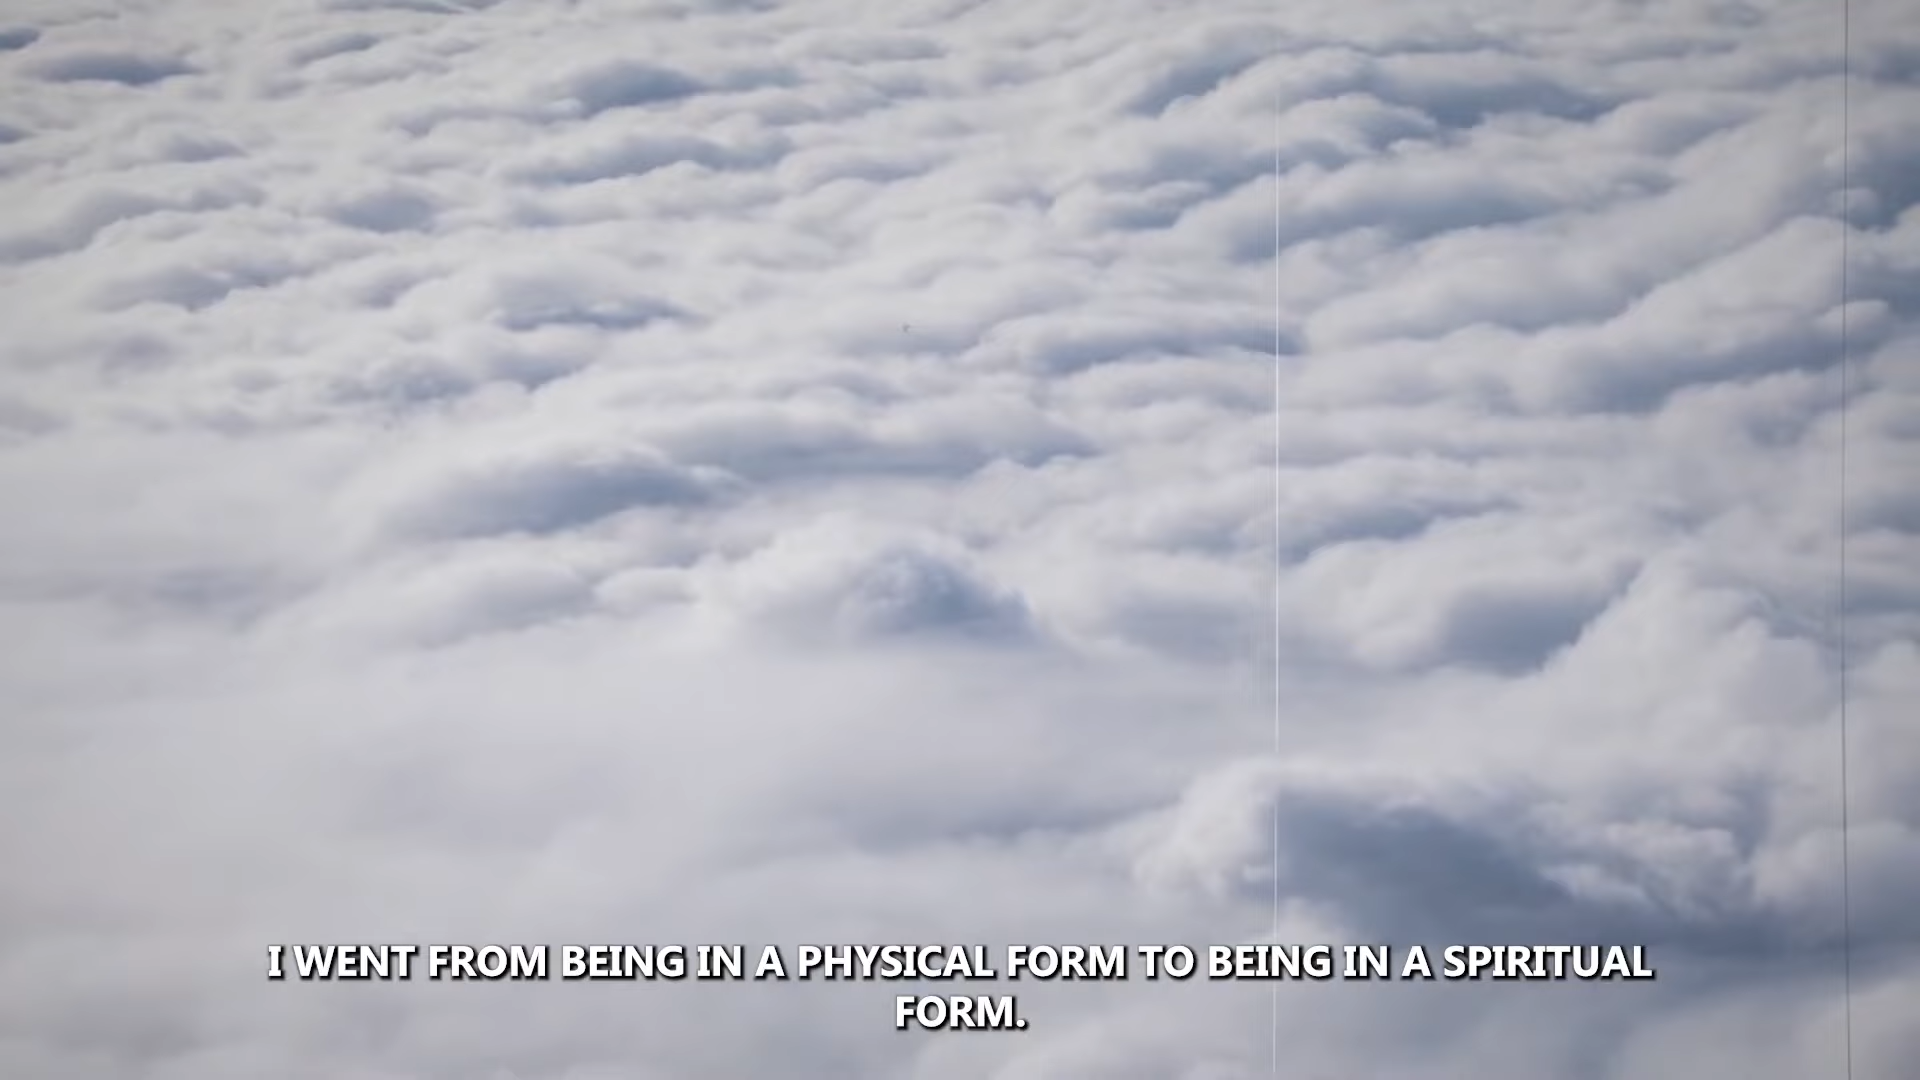 I WENT FROM BEING IN A PHYSICAL FORM TO BEING IN A SPIRITUAL
FORM.